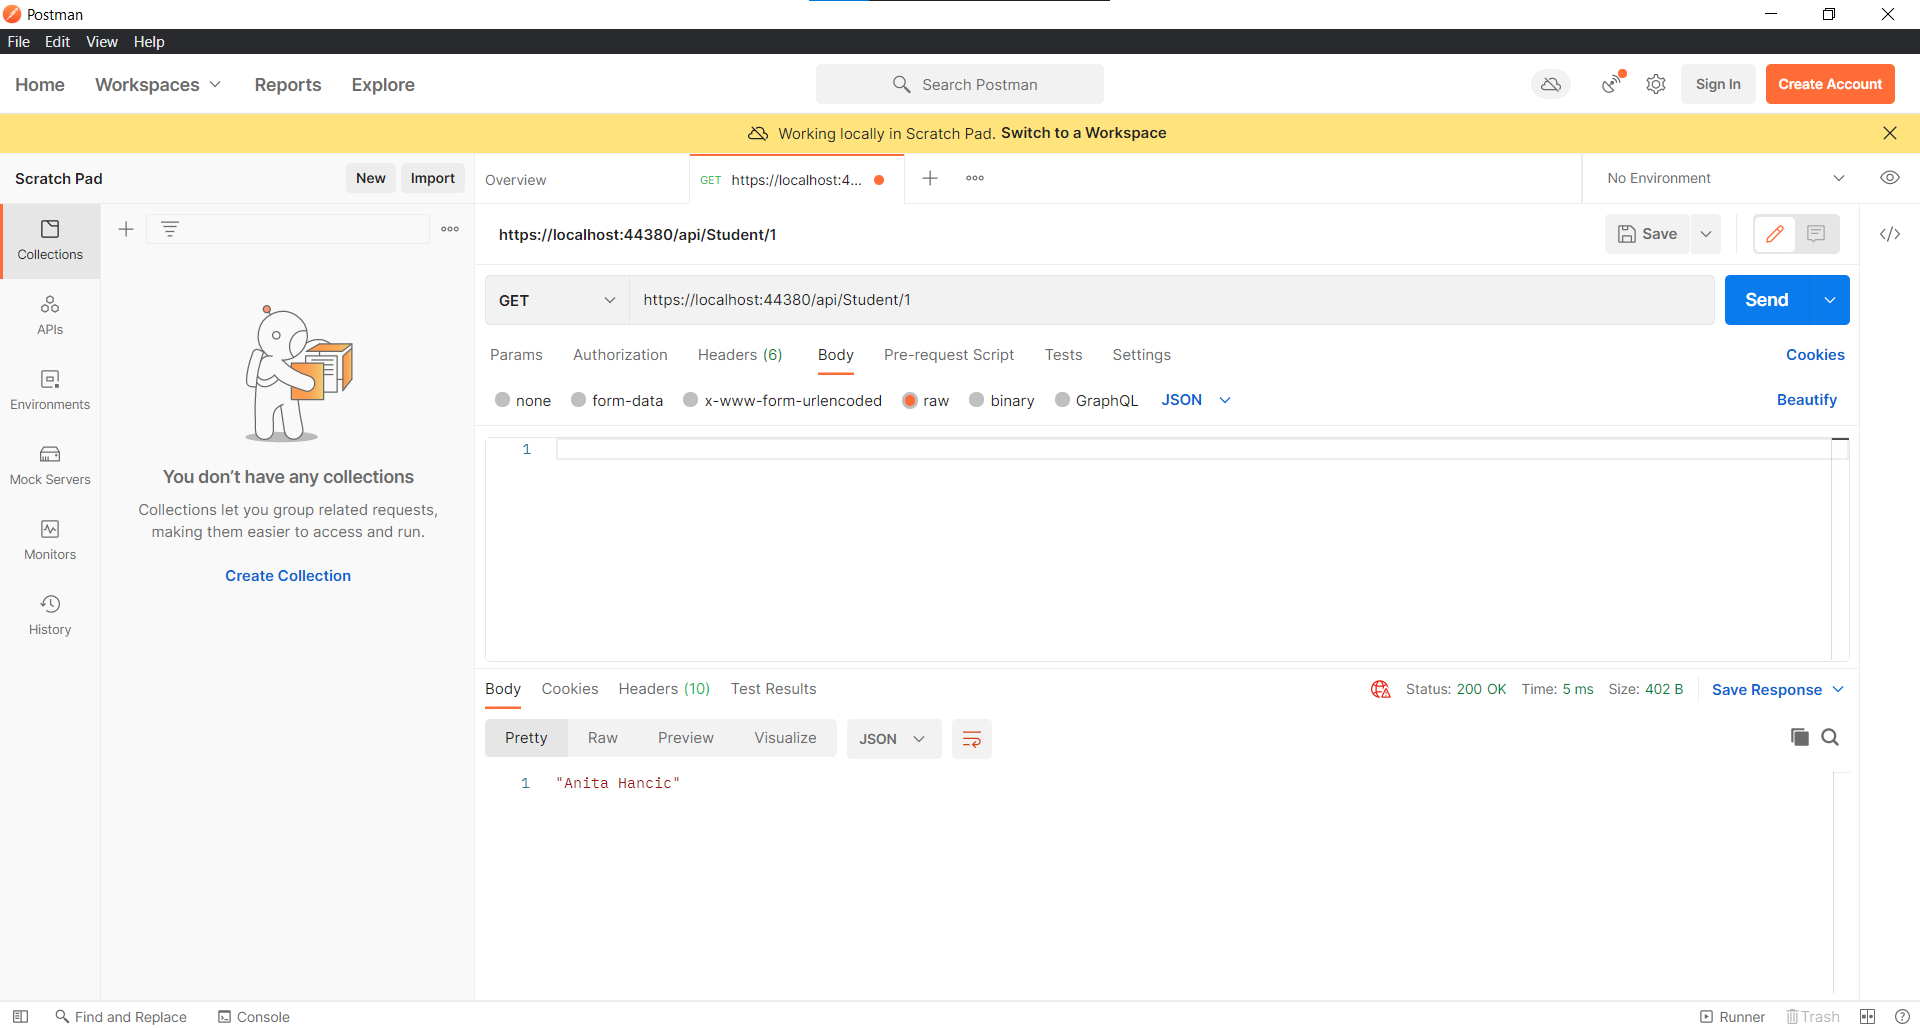 Postman
File Edit View Help
Home Workspaces Reports Explore
Search Postman
Sign In Create Account
Working locally in Scratch Pad. Switch to a Workspace
Scratch Pad New Import
Overview GET https://localhost:4... No Environment
Collections
APIs
Environments
Mock Servers
Monitors
History
You don’t have any collections
Collections let you group related requests,
making them easier to access and run.
Create Collection
https://localhost:44380/api/Student/1 Save
GET https://localhost:44380/api/Student/1 Send
Params Authorization Headers (6) Body Pre-request Script Tests Settings Cookies
none form-data x-www-form-urlencoded raw binary GraphQL JSON Beautify
1
Body Cookies Headers (10) Test Results Status: 200 OK Time: 5 ms Size: 402 B Save Response
Pretty Raw Preview Visualize JSON
1 "Anita Hancic"
Find and Replace Console Runner Trash